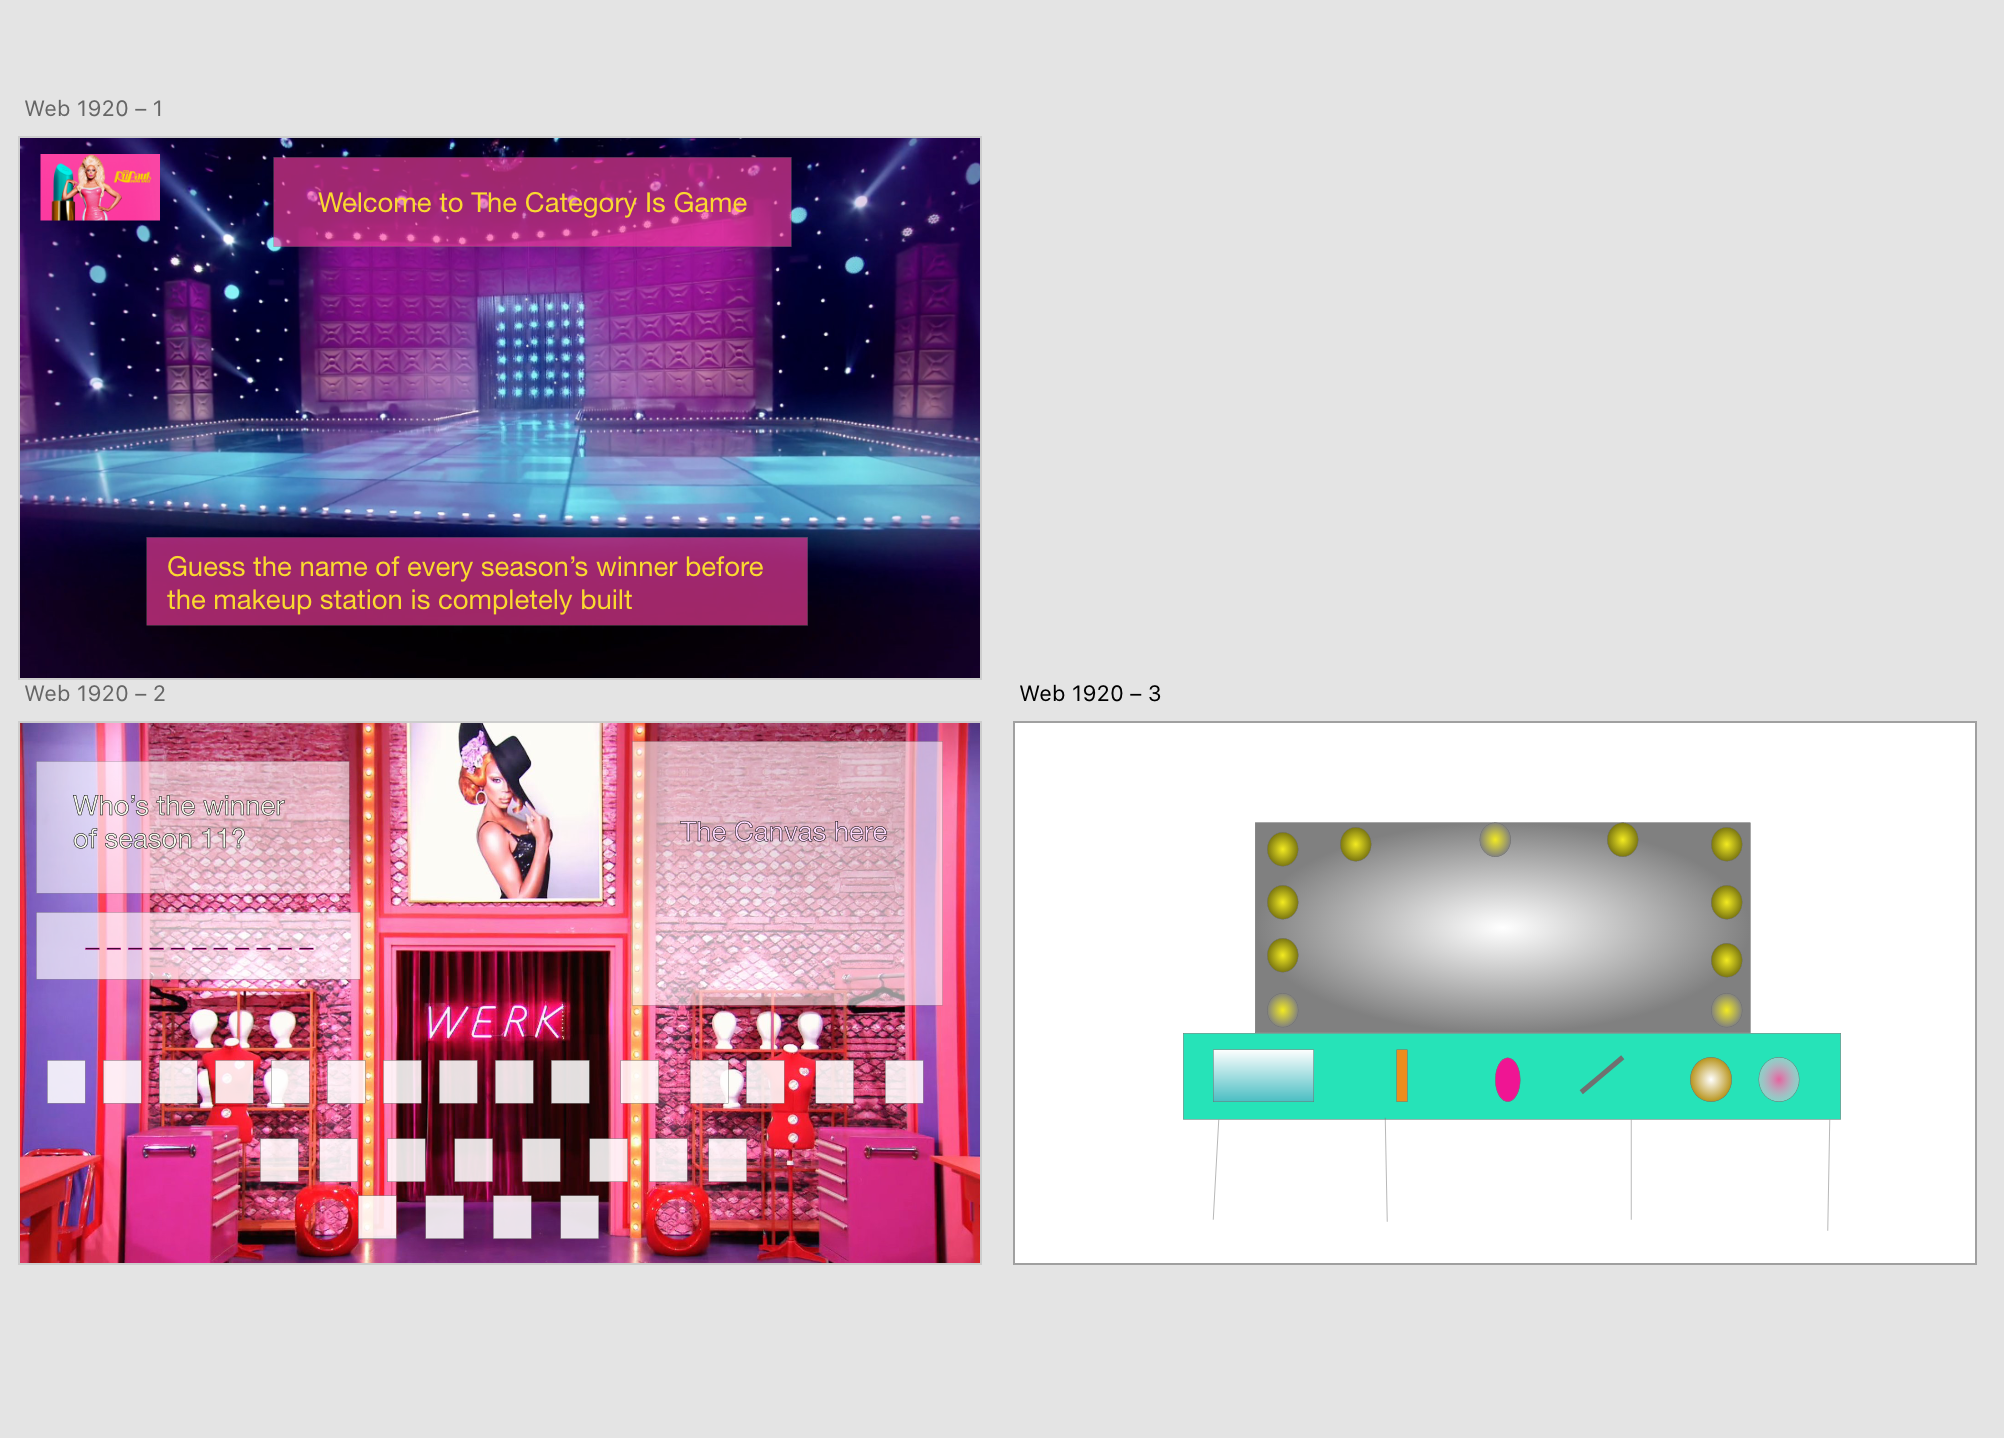 Web 1920 – 1
RuPaul
Welcome to The Category Is Game
Guess the name of every season’s winner before
the makeup station is completely built
Web 1920 – 2
Who’s the winner
of season 11?
The Canvas here
WERK
Web 1920 – 3